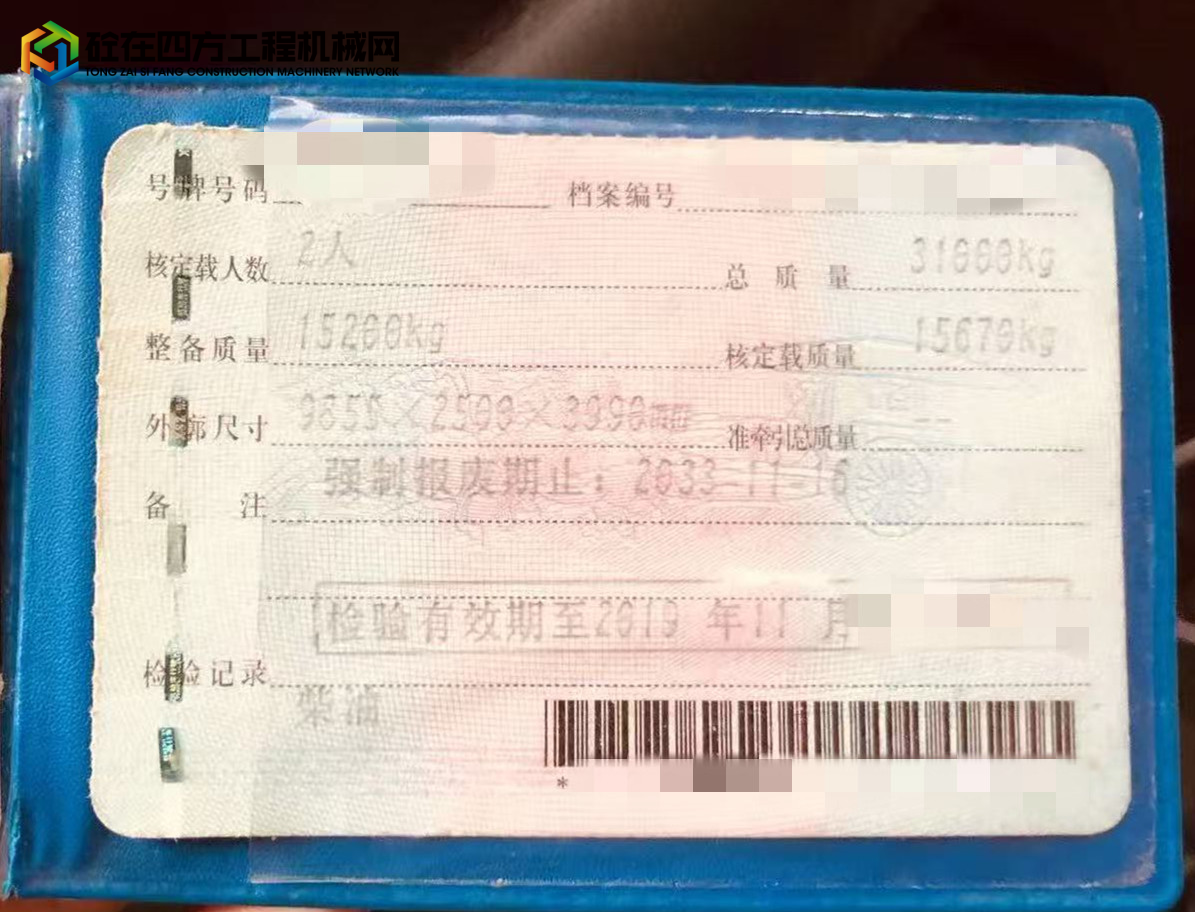 砼在四方工程机械网
TONG ZAI SI FANG CONSTRUCTION MACHINERY NETWORK
号牌号码 档案编号
核定载人数 2人 总质量 31000kg
整备质量 15200kg 核定载质量 15670kg
外廓尺寸 9655×2500×3990mm 准牵引总质量 --
备注 强制报废期止：2033-11-16
检验有效期至2019 年11 月
检验记录
柴油
*